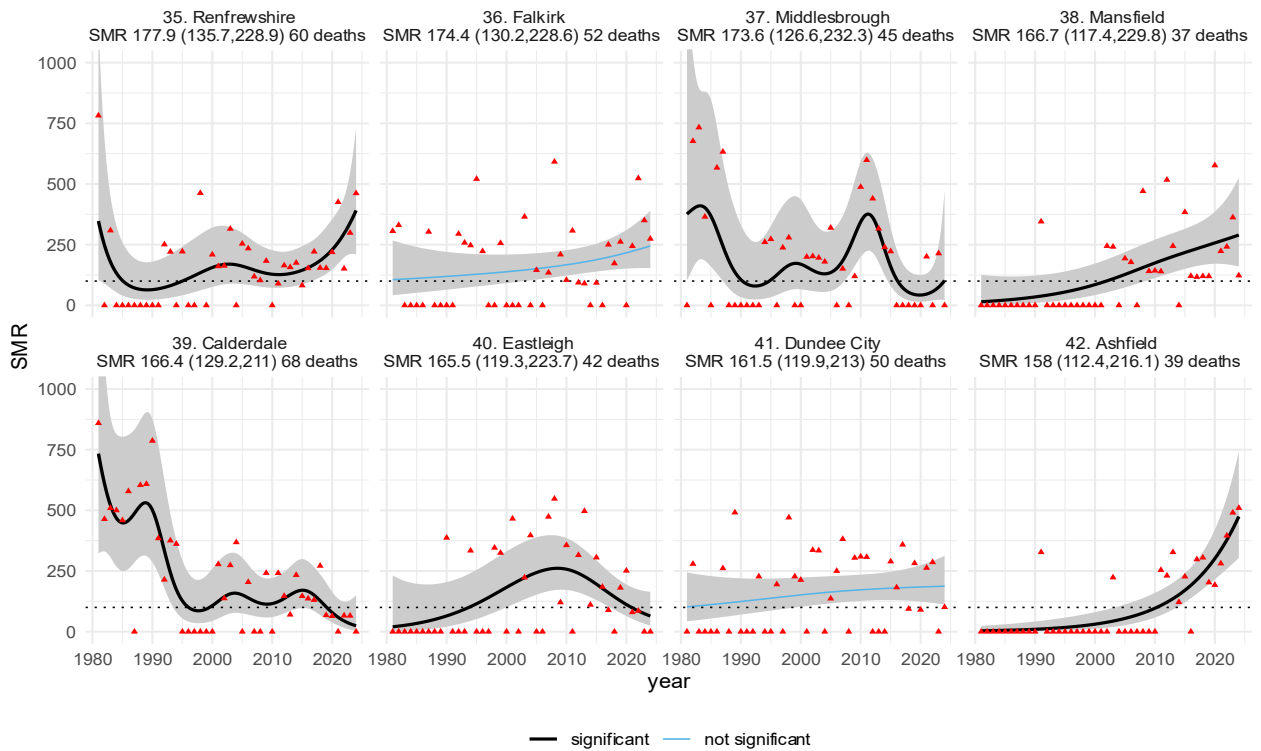 35. Renfrewshire
SMR 177.9 (135.7,228.9) 60 deaths
36. Falkirk
SMR 174.4 (130.2,228.6) 52 deaths
37. Middlesbrough
SMR 173.6 (126.6,232.3) 45 deaths
38. Mansfield
SMR 166.7 (117.4,229.8) 37 deaths
1000
750
500
250
0
SMR
39. Calderdale
SMR 166.4 (129.2,211) 68 deaths
40. Eastleigh
SMR 165.5 (119.3,223.7) 42 deaths
41. Dundee City
SMR 161.5 (119.9,213) 50 deaths
42. Ashfield
SMR 158 (112.4,216.1) 39 deaths
1000
750
500
250
0
1980 1990 2000 2010 2020
1980 1990 2000 2010 2020
1980 1990 2000 2010 2020
1980 1990 2000 2010 2020
year
significant not significant